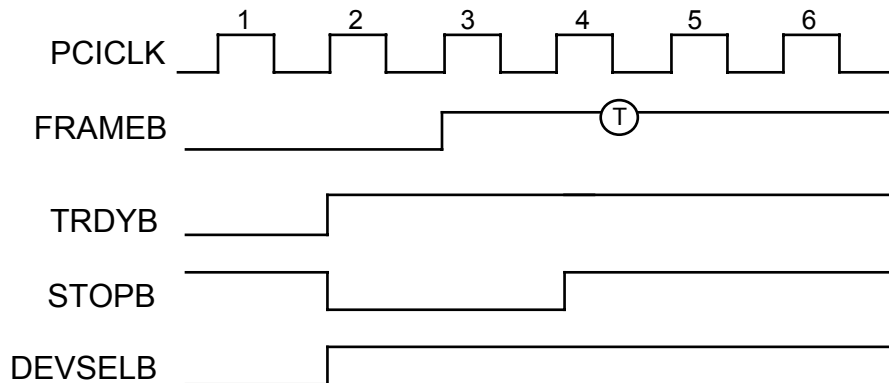 1 2 3 4 5 6
PCICLK
FRAMEB
T
TRDYB
STOPB
DEVSELB